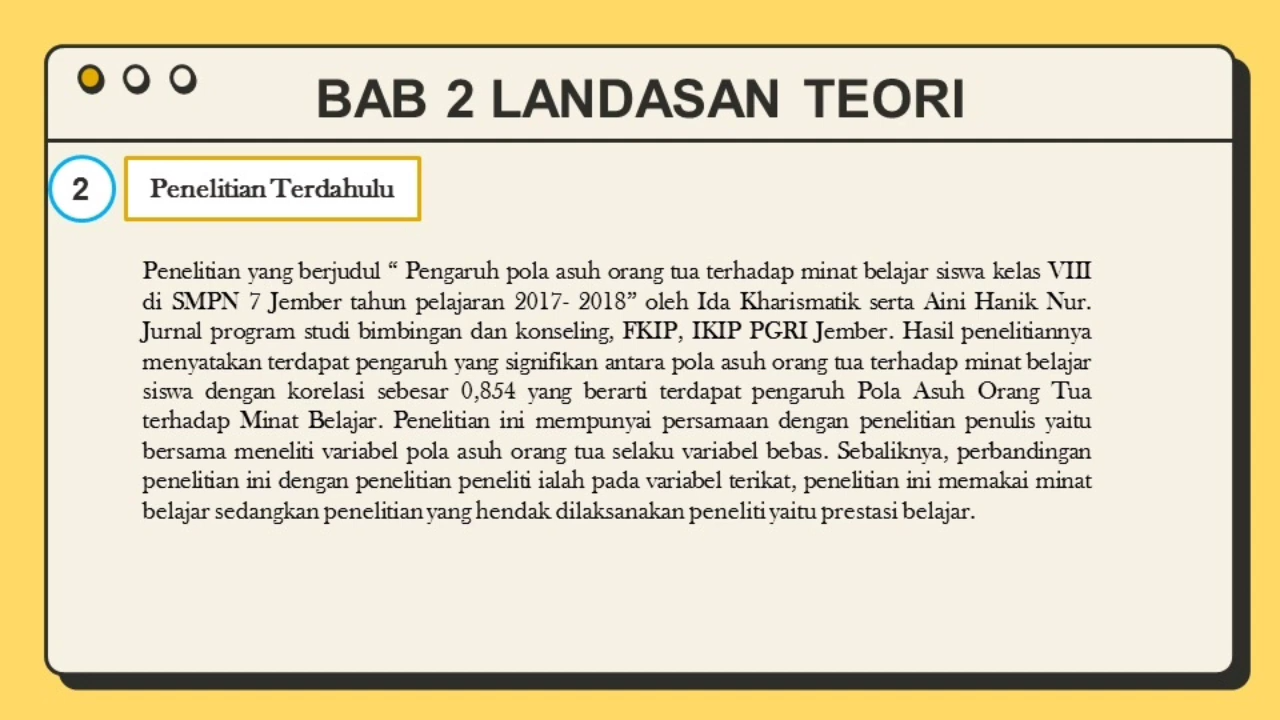 BAB 2 LANDASAN TEORI
2
Penelitian Terdahulu
Penelitian yang berjudul “ Pengaruh pola asuh orang tua terhadap minat belajar siswa kelas VIII
di SMPN 7 Jember tahun pelajaran 2017- 2018” oleh Ida Kharismatik serta Aini Hanik Nur.
Jurnal program studi bimbingan dan konseling, FKIP, IKIP PGRI Jember. Hasil penelitiannya
menyatakan terdapat pengaruh yang signifikan antara pola asuh orang tua terhadap minat belajar
siswa dengan korelasi sebesar 0,854 yang berarti terdapat pengaruh Pola Asuh Orang Tua
terhadap Minat Belajar. Penelitian ini mempunyai persamaan dengan penelitian penulis yaitu
bersama meneliti variabel pola asuh orang tua selaku variabel bebas. Sebaliknya, perbandingan
penelitian ini dengan penelitian peneliti ialah pada variabel terikat, penelitian ini memakai minat
belajar sedangkan penelitian yang hendak dilaksanakan peneliti yaitu prestasi belajar.